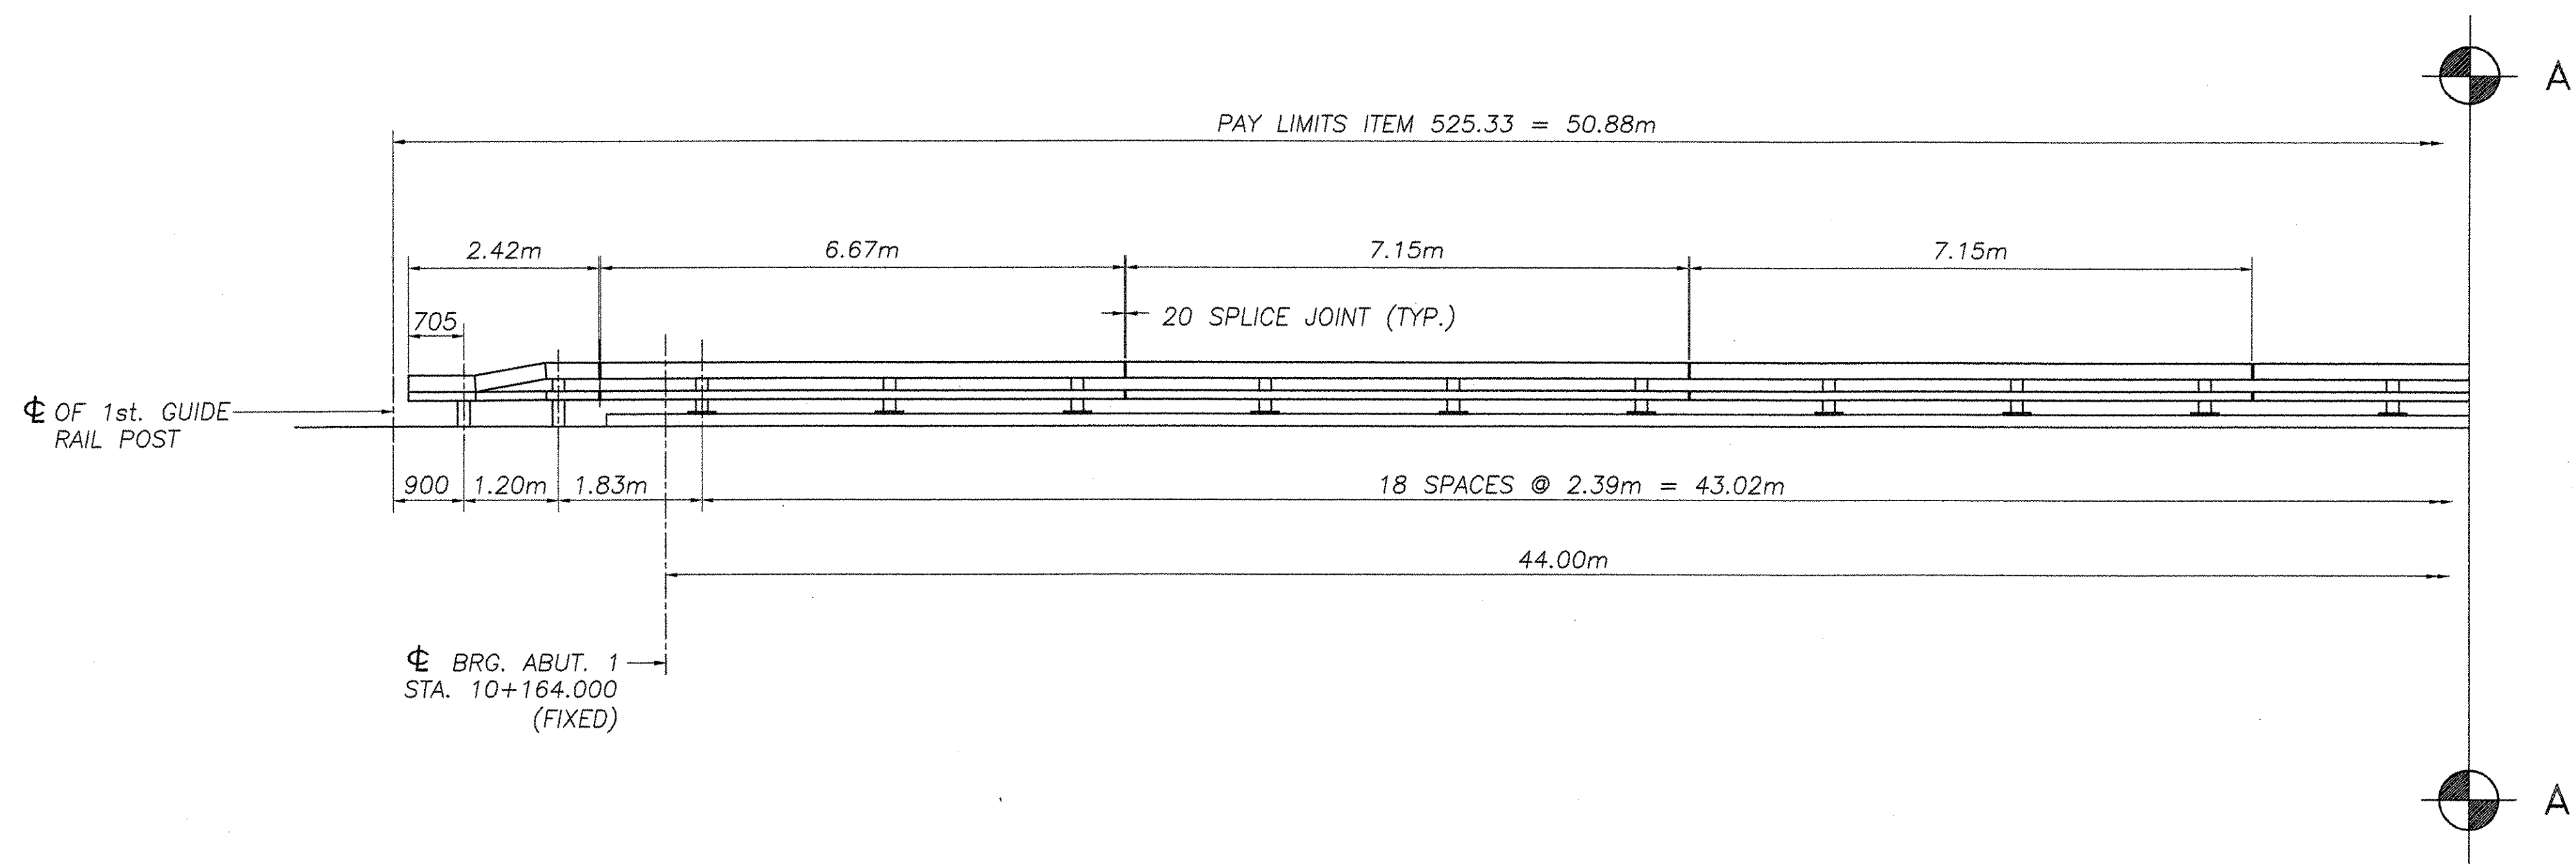 A
PAY LIMITS ITEM 525.33 = 50.88m
2.42m
6.67m
7.15m
7.15m
705
20 SPLICE JOINT (TYP.)
℄ OF 1st. GUIDE
RAIL POST
900
1.20m
1.83m
18 SPACES @ 2.39m = 43.02m
44.00m
℄ BRG. ABUT. 1
STA. 10+164.000
(FIXED)
A